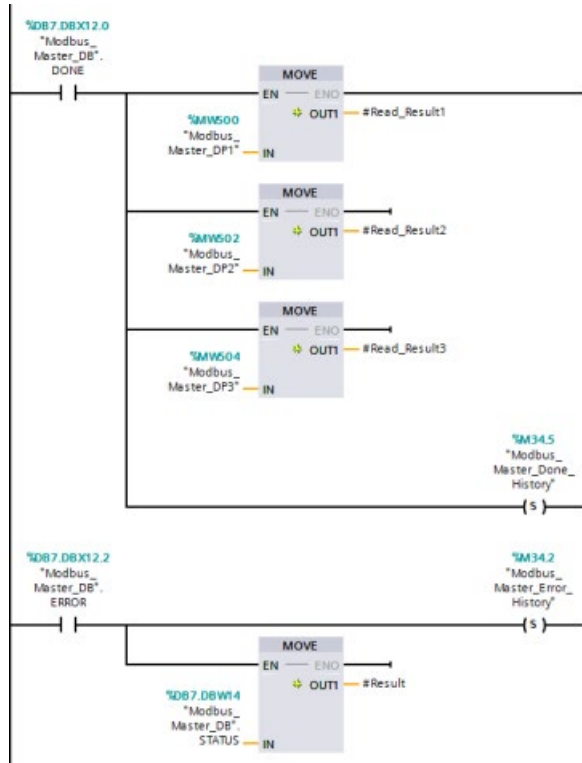 %DB7.DBX12.0
"Modbus_
Master_DB".
DONE
MOVE
EN
ENO
%MW500
OUT1
#Read_Result1
"Modbus_
Master_DP1"
IN
MOVE
EN
ENO
%MW502
OUT1
#Read_Result2
"Modbus_
Master_DP2"
IN
MOVE
EN
ENO
%MW504
OUT1
#Read_Result3
"Modbus_
Master_DP3"
IN
%M34.5
"Modbus_
Master_Done_
History"
S
%DB7.DBX12.2
"Modbus_
Master_DB".
ERROR
%M34.2
"Modbus_
Master_Error_
History"
S
MOVE
EN
ENO
%DB7.DBW14
OUT1
#Result
"Modbus_
Master_DB".
STATUS
IN